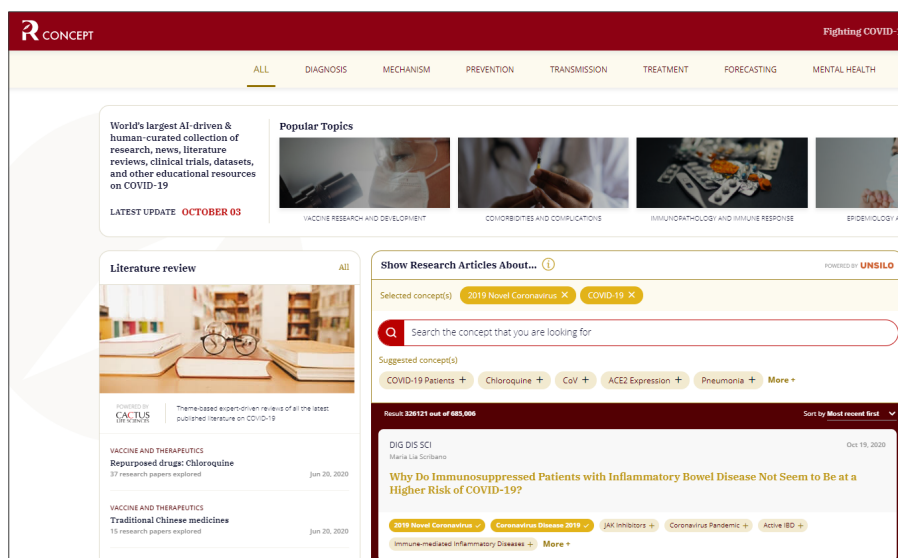 R CONCEPT
Fighting COVID-
ALL DIAGNOSIS MECHANISM PREVENTION TRANSMISSION TREATMENT FORECASTING MENTAL HEALTH
World's largest AI-driven &
human-curated collection of
research, news, literature
reviews, clinical trials, datasets,
and other educational resources
on COVID-19
LATEST UPDATE OCTOBER 03
Popular Topics
VACCINE RESEARCH AND DEVELOPMENT
COMORBIDITIES AND COMPLICATIONS
IMMUNOPATHOLOGY AND IMMUNE RESPONSE
EPIDEMIOLOGY
Literature review All
POWERED BY
CACTUS
LIFE SCIENCES
Theme-based expert-driven reviews of all the latest
published literature on COVID-19
VACCINE AND THERAPEUTICS
Repurposed drugs: Chloroquine
37 research papers explored Jun 20, 2020
VACCINE AND THERAPEUTICS
Traditional Chinese medicines
15 research papers explored Jun 20, 2020
Show Research Articles About... i
POWERED BY UNSILO
Selected concept(s) 2019 Novel Coronavirus × COVID-19 ×
Search the concept that you are looking for
Suggested concept(s)
COVID-19 Patients + Chloroquine + CoV + ACE2 Expression + Pneumonia + More +
Result 326121 out of 685,006 Sort by Most recent first
DIG DIS SCI Oct 19, 2020
Maria Lia Scribano
Why Do Immunosuppressed Patients with Inflammatory Bowel Disease Not Seem to Be at a
Higher Risk of COVID-19?
2019 Novel Coronavirus ✓ Coronavirus Disease 2019 ✓ JAK Inhibitors + Coronavirus Pandemic + Active IBD +
Immune-mediated Inflammatory Diseases + More +